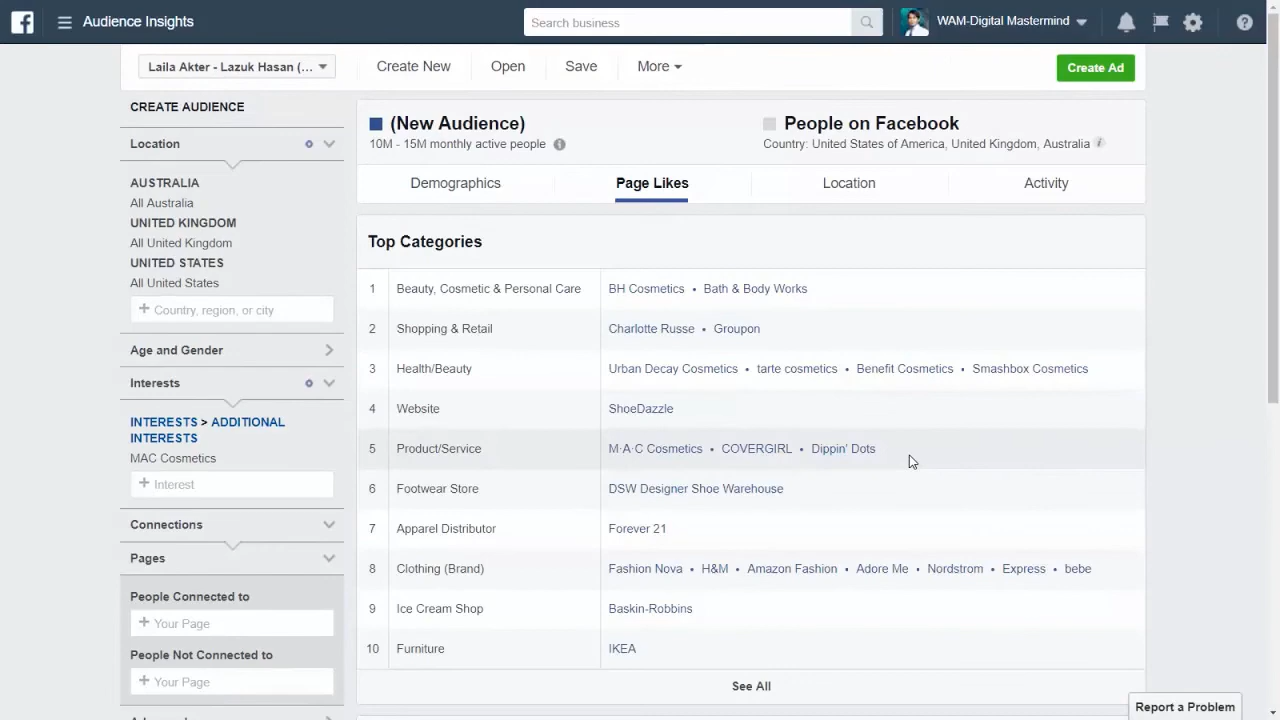 f Audience Insights Search business WAM-Digital Mastermind ?
Laila Akter - Lazuk Hasan (... Create New Open Save More Create Ad
CREATE AUDIENCE
Location
AUSTRALIA
All Australia
UNITED KINGDOM
All United Kingdom
UNITED STATES
All United States
+ Country, region, or city
Age and Gender
Interests
INTERESTS > ADDITIONAL
INTERESTS
MAC Cosmetics
+ Interest
Connections
Pages
People Connected to
+ Your Page
People Not Connected to
+ Your Page
(New Audience)
10M - 15M monthly active people i
People on Facebook
Country: United States of America, United Kingdom, Australia i
Demographics Page Likes Location Activity
Top Categories
1 Beauty, Cosmetic & Personal Care BH Cosmetics • Bath & Body Works
2 Shopping & Retail Charlotte Russe • Groupon
3 Health/Beauty Urban Decay Cosmetics • tarte cosmetics • Benefit Cosmetics • Smashbox Cosmetics
4 Website ShoeDazzle
5 Product/Service M·A·C Cosmetics • COVERGIRL • Dippin' Dots
6 Footwear Store DSW Designer Shoe Warehouse
7 Apparel Distributor Forever 21
8 Clothing (Brand) Fashion Nova • H&M • Amazon Fashion • Adore Me • Nordstrom • Express • bebe
9 Ice Cream Shop Baskin-Robbins
10 Furniture IKEA
See All
Report a Problem